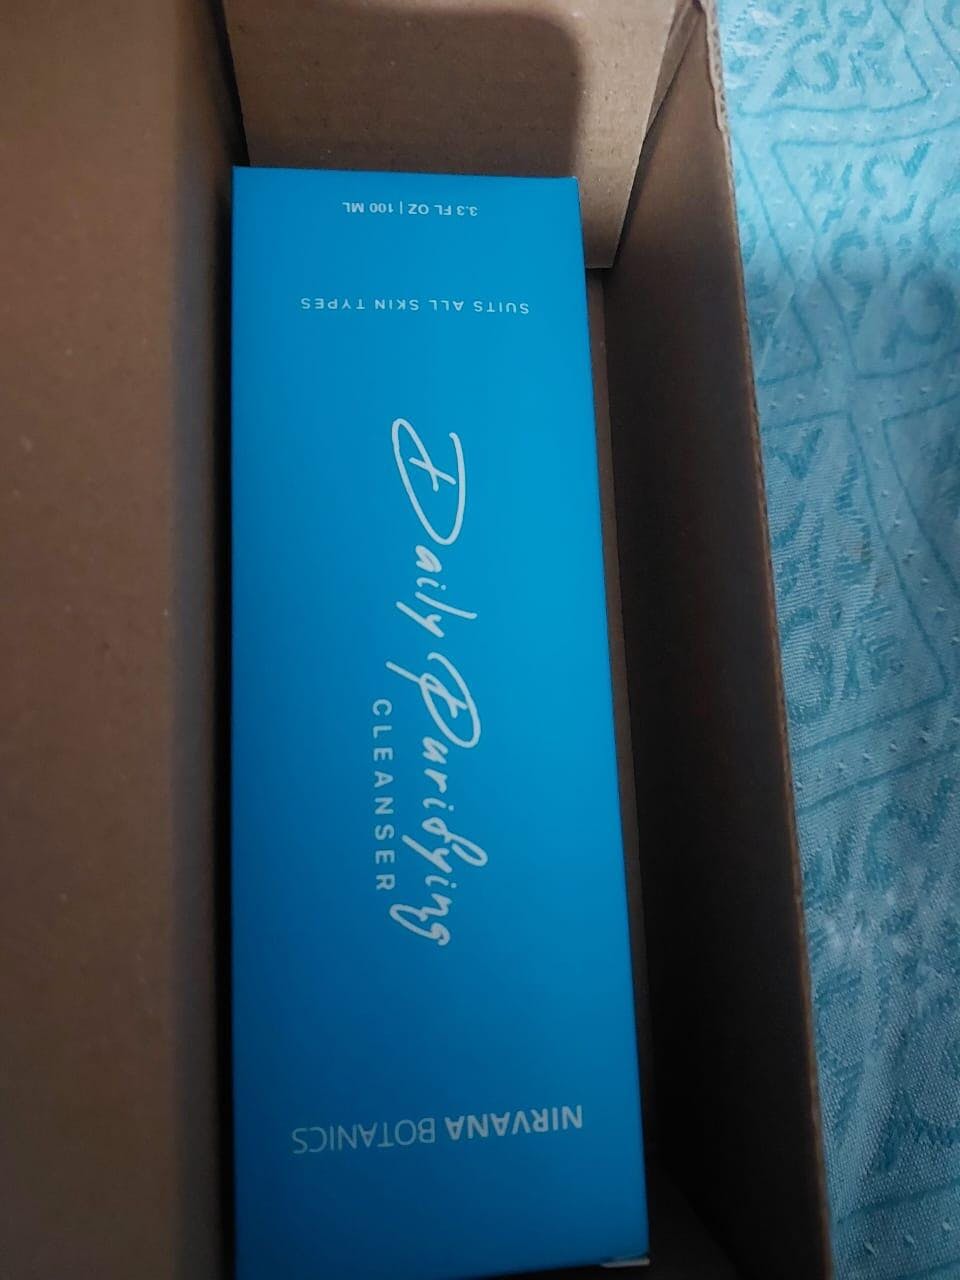 NIRVANA BOTANICS
Daily Purifying
CLEANSER
SUITS ALL SKIN TYPES
3.3 FL OZ | 100 ML